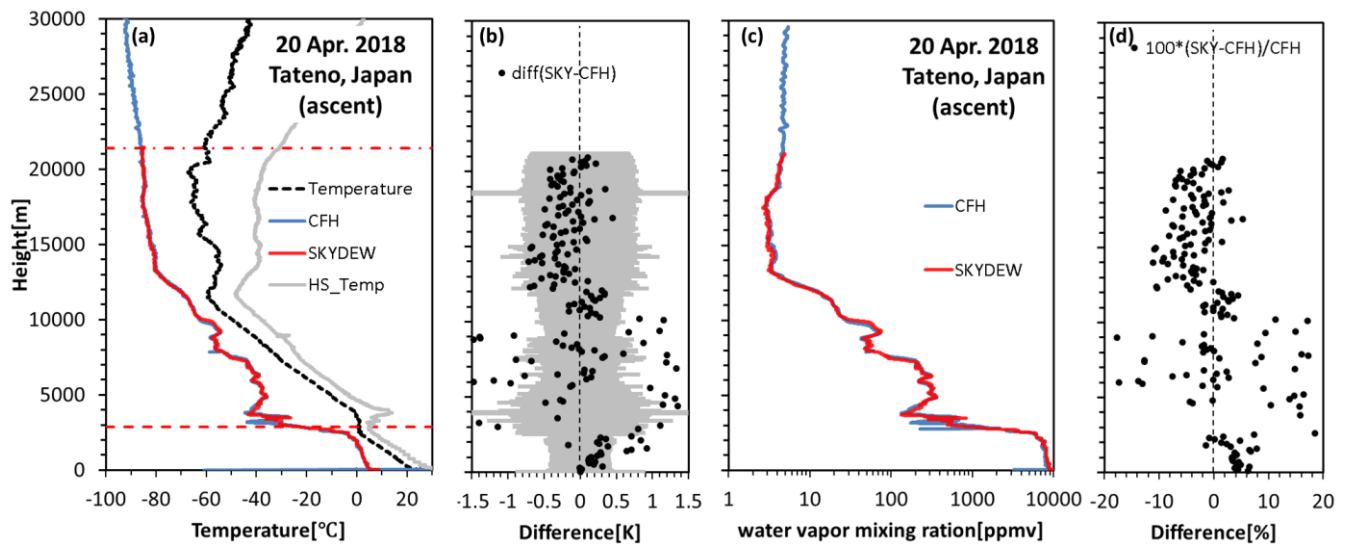 (a)
20 Apr. 2018
Tateno, Japan
(ascent)
Temperature
CFH
SKYDEW
HS_Temp
Height[m]
30000
25000
20000
15000
10000
5000
0
-100 -80 -60 -40 -20 0 20
Temperature[°C]
(b)
diff(SKY-CFH)
-1.5 -1 -0.5 0 0.5 1 1.5
Difference[K]
(c)
20 Apr. 2018
Tateno, Japan
(ascent)
CFH
SKYDEW
1 10 100 1000 10000
water vapor mixing ration[ppmv]
(d)
100*(SKY-CFH)/CFH
-20 -10 0 10 20
Difference[%]